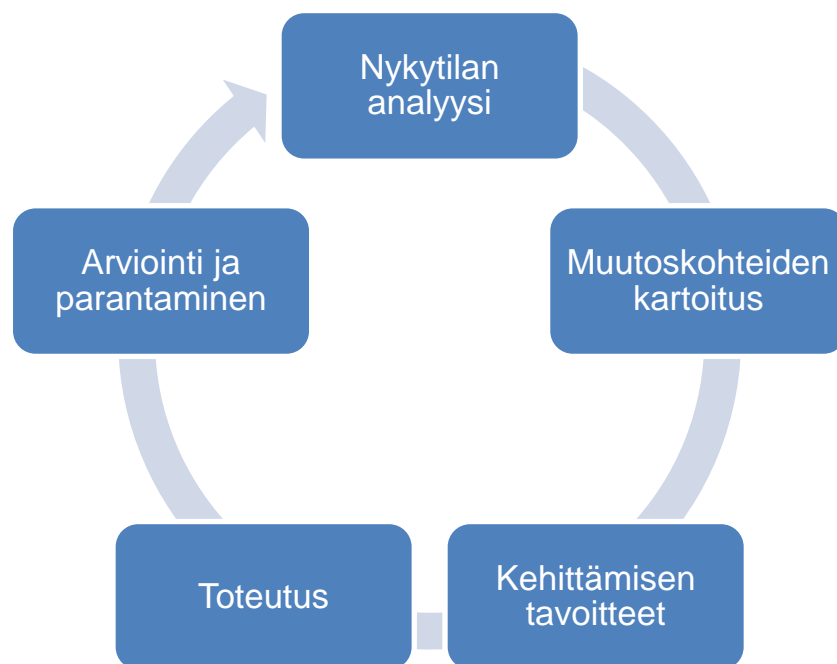 Nykytilan
analyysi
Muutoskohteiden
kartoitus
Kehittämisen
tavoitteet
Toteutus
Arviointi ja
parantaminen